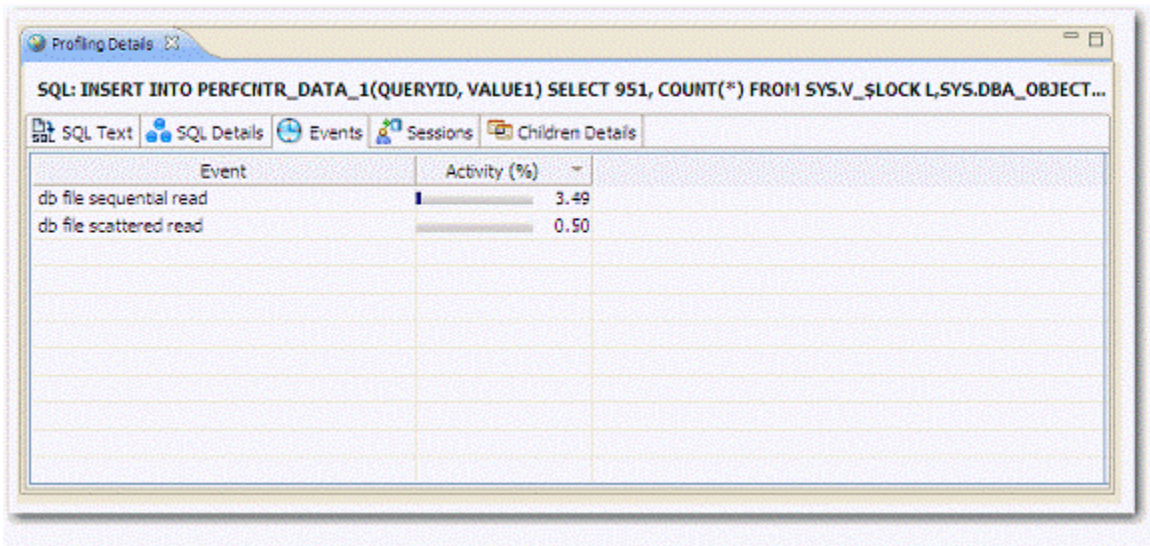 Profiling Details
SQL: INSERT INTO PERFCNTR_DATA_1(QUERYID, VALUE1) SELECT 951, COUNT(*) FROM SYS.V_$LOCK L,SYS.DBA_OBJECT...
SQL Text SQL Details Events Sessions Children Details
Event Activity (%)
db file sequential read 3.49
db file scattered read 0.50